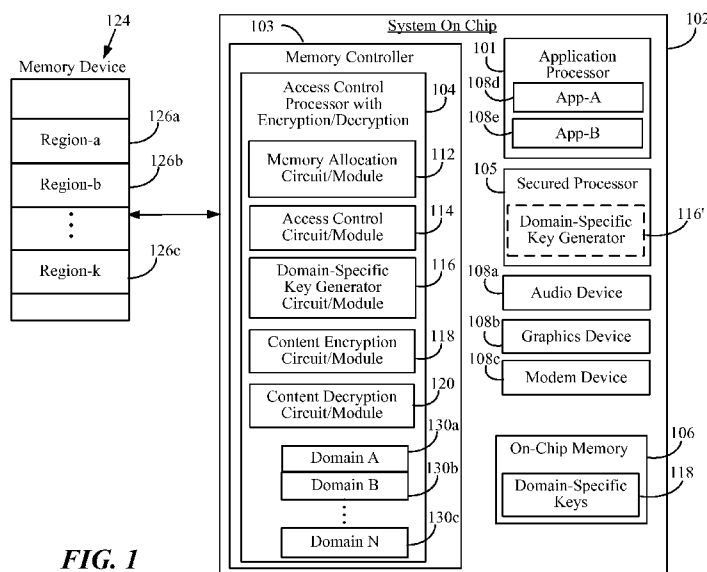 124
Memory Device
Region-a
126a
Region-b
126b
Region-k
126c
System On Chip
102
103
Memory Controller
Access Control
Processor with
Encryption/Decryption
104
Memory Allocation
Circuit/Module
112
Access Control
Circuit/Module
114
Domain-Specific
Key Generator
Circuit/Module
116
Content Encryption
Circuit/Module
118
Content Decryption
Circuit/Module
120
Domain A
130a
Domain B
130b
Domain N
130c
101
Application
Processor
108d
App-A
108e
App-B
105
Secured Processor
Domain-Specific
Key Generator
116'
108a
Audio Device
108b
Graphics Device
108c
Modem Device
On-Chip Memory
106
Domain-Specific
Keys
118
FIG. 1